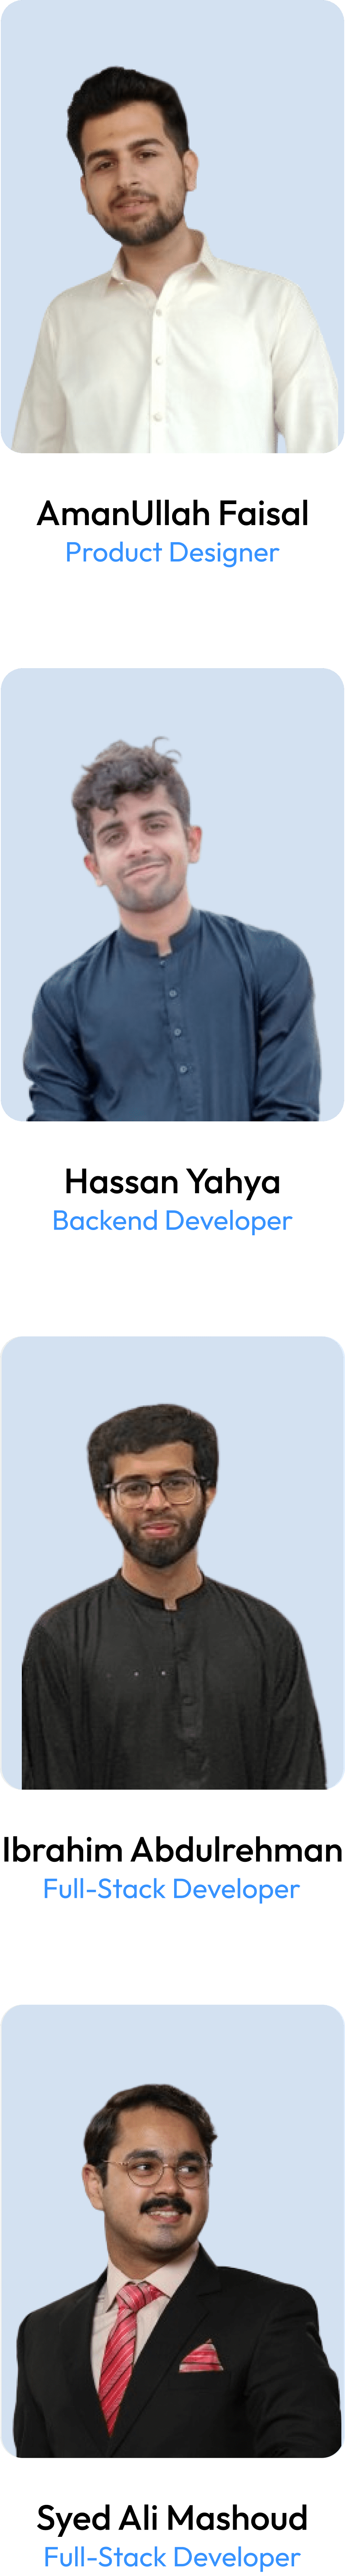 AmanUllah Faisal
Product Designer
Hassan Yahya
Backend Developer
Ibrahim Abdulrehman
Full-Stack Developer
Syed Ali Mashoud
Full-Stack Developer